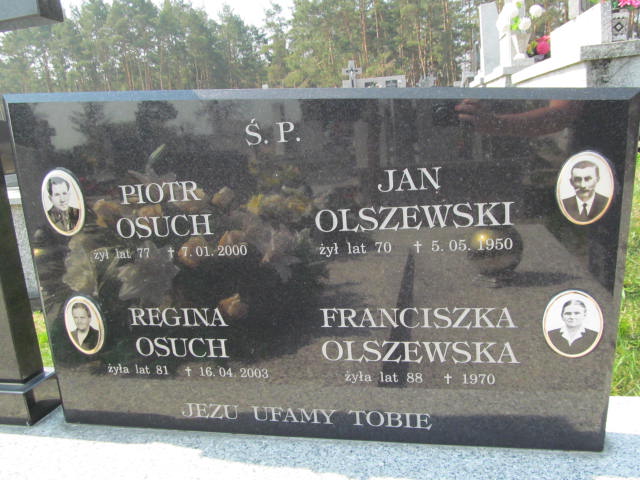 Ś. P.
PIOTR
OSUCH
żył lat 77 ✝ 7.01.2000
JAN
OLSZEWSKI
żył lat 70 ✝ 5.05.1950
REGINA
OSUCH
żyła lat 81 ✝ 16.04.2003
FRANCISZKA
OLSZEWSKA
żyła lat 88 ✝ 1970
JEZU UFAMY TOBIE